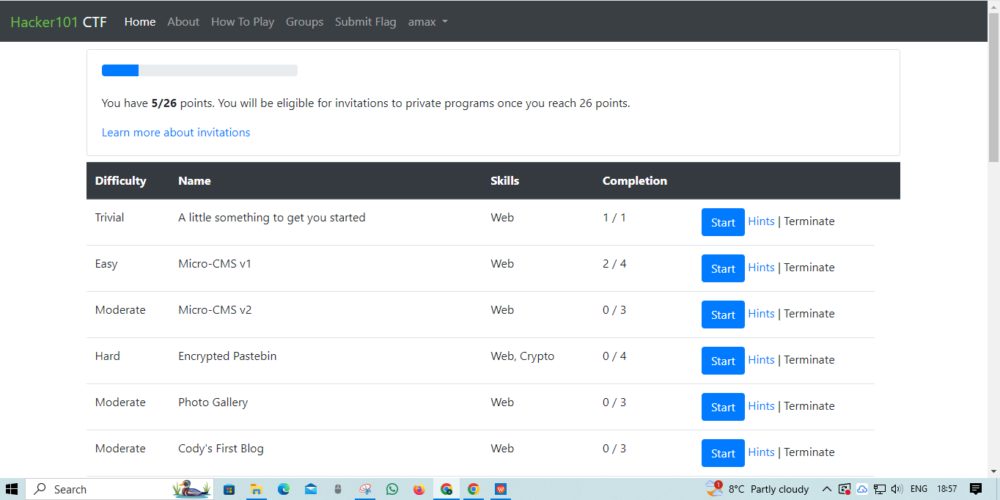 Hacker101 CTF Home About How To Play Groups Submit Flag amax
You have 5/26 points. You will be eligible for invitations to private programs once you reach 26 points.
Learn more about invitations
Difficulty Name Skills Completion
Trivial A little something to get you started Web 1 / 1 Start Hints | Terminate
Easy Micro-CMS v1 Web 2 / 4 Start Hints | Terminate
Moderate Micro-CMS v2 Web 0 / 3 Start Hints | Terminate
Hard Encrypted Pastebin Web, Crypto 0 / 4 Start Hints | Terminate
Moderate Photo Gallery Web 0 / 3 Start Hints | Terminate
Moderate Cody's First Blog Web 0 / 3 Start Hints | Terminate
Search W 1 8°C Partly cloudy ENG 18:57